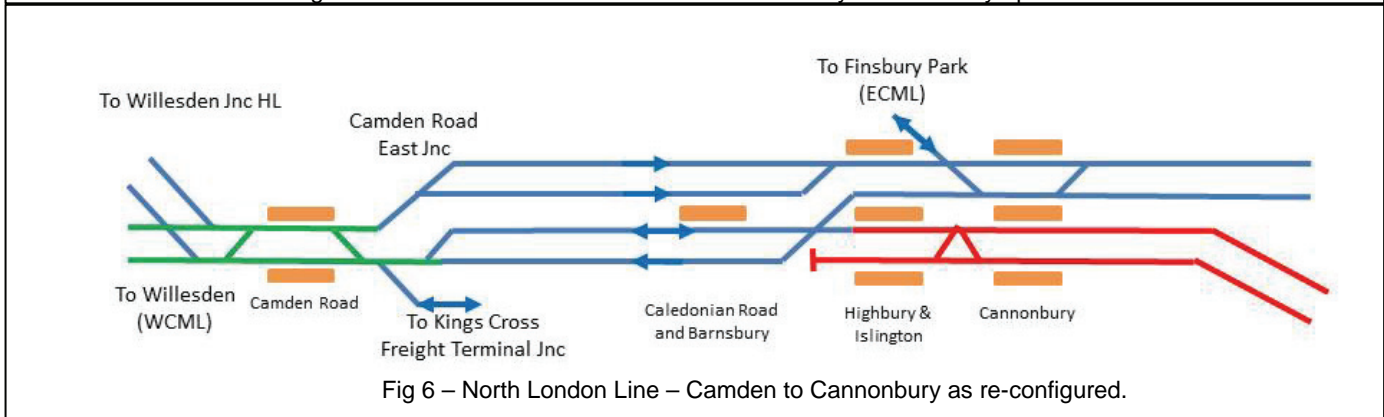 To Finsbury Park
(ECML)
To Willesden Jnc HL
Camden Road
East Jnc
To Willesden
(WCML)
Camden Road
To Kings Cross
Freight Terminal Jnc
Caledonian Road
and Barnsbury
Highbury &
Islington
Cannonbury
Fig 6 – North London Line – Camden to Cannonbury as re-configured.